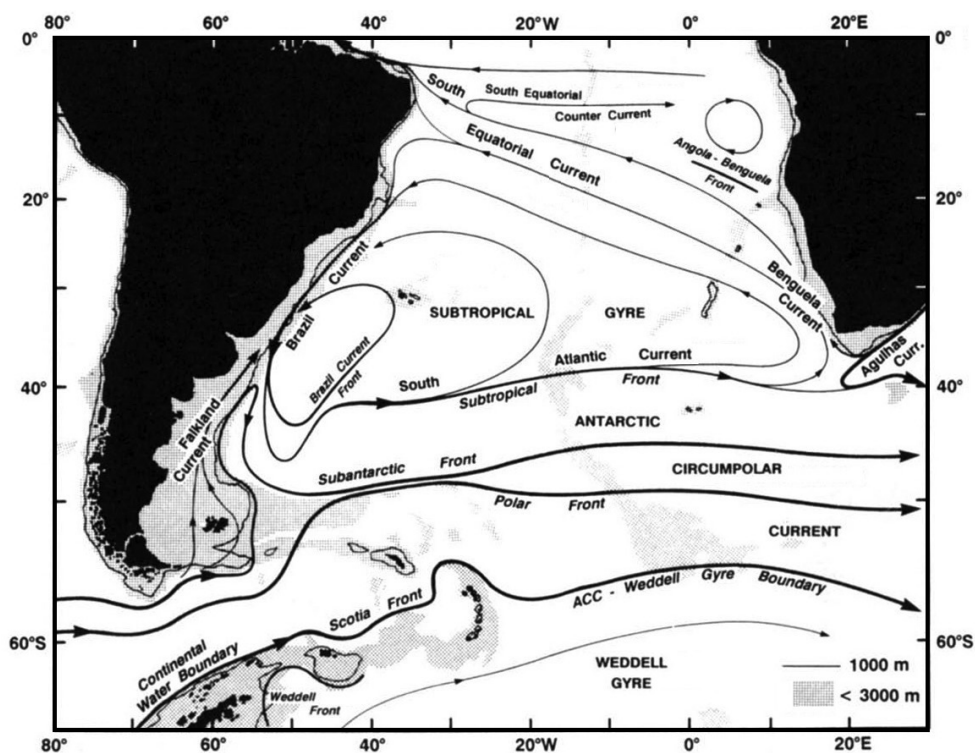 80° 60° 40° 20°W 0° 20°E
0° 0°
South
South Equatorial
Counter Current
Equatorial Current
Angola - Benguela
Front
20° 20°
Benguela
Current
Brazil Current
SUBTROPICAL GYRE
Brazil Current
Front
Agulhas
Curr.
South Atlantic Current
Subtropical Front
40° 40°
Falkland
Current
ANTARCTIC
Subantarctic Front
CIRCUMPOLAR
Polar Front
CURRENT
ACC - Weddell Gyre Boundary
Scotia Front
60°S 60°S
Continental
Water Boundary
WEDDELL
GYRE
Weddell
Front
1000 m
< 3000 m
80° 60° 40° 20°W 0° 20°E